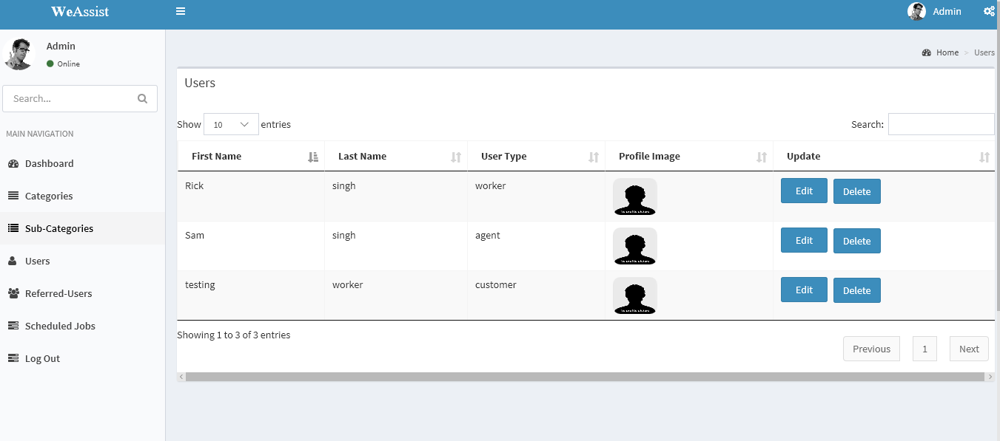 WeAssist
Admin
Home > Users
Admin
Online
Search...
MAIN NAVIGATION
Dashboard
Categories
Sub-Categories
Users
Referred-Users
Scheduled Jobs
Log Out
Users
Show 10 entries
Search:
First Name Last Name User Type Profile Image Update
Rick singh worker Edit Delete
Sam singh agent Edit Delete
testing worker customer Edit Delete
Showing 1 to 3 of 3 entries
Previous 1 Next